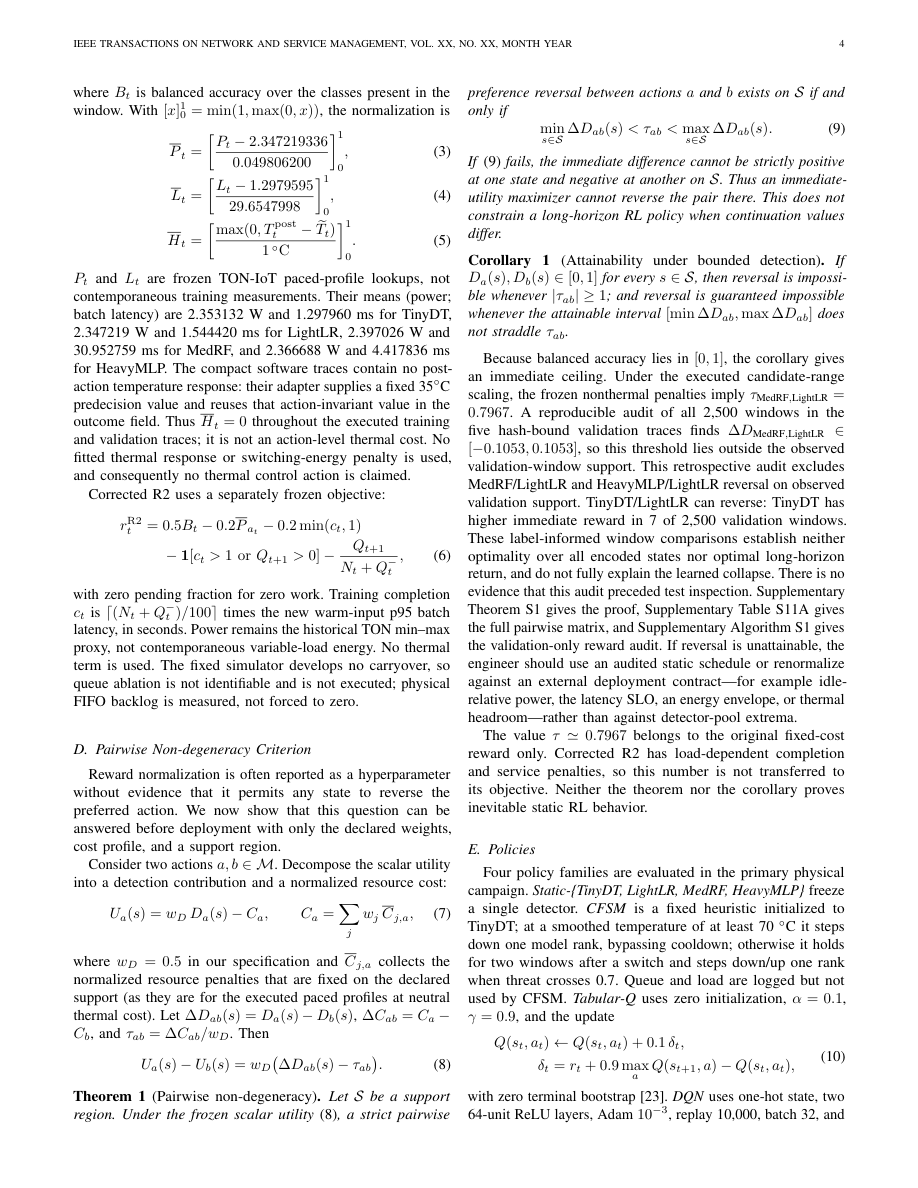 IEEE TRANSACTIONS ON NETWORK AND SERVICE MANAGEMENT, VOL. XX, NO. XX, MONTH YEAR 4
where B_t is balanced accuracy over the classes present in the
window. With [x]_0^1 = min(1, max(0, x)), the normalization is
P̅_t = [ (P_t − 2.347219336) / 0.049806200 ]_0^1, (3)
L̅_t = [ (L_t − 1.2979595) / 29.6547998 ]_0^1, (4)
H̅_t = [ max(0, T_t^post − T̃_t) / 1 °C ]_0^1. (5)
P_t and L_t are frozen TON-IoT paced-profile lookups, not
contemporaneous training measurements. Their means (power;
batch latency) are 2.353132 W and 1.297960 ms for TinyDT,
2.347219 W and 1.544420 ms for LightLR, 2.397026 W and
30.952759 ms for MedRF, and 2.366688 W and 4.417836 ms
for HeavyMLP. The compact software traces contain no post-
action temperature response: their adapter supplies a fixed 35°C
predecision value and reuses that action-invariant value in the
outcome field. Thus H̅_t = 0 throughout the executed training
and validation traces; it is not an action-level thermal cost. No
fitted thermal response or switching-energy penalty is used,
and consequently no thermal control action is claimed.
Corrected R2 uses a separately frozen objective:
r_t^R2 = 0.5B_t − 0.2P̅_{a_t} − 0.2 min(c_t, 1)
− 1[c_t > 1 or Q_{t+1} > 0] − Q_{t+1} / (N_t + Q_t^−), (6)
with zero pending fraction for zero work. Training completion
c_t is ⌈(N_t + Q_t^−)/100⌉ times the new warm-input p95 batch
latency, in seconds. Power remains the historical TON min–max
proxy, not contemporaneous variable-load energy. No thermal
term is used. The fixed simulator develops no carryover, so
queue ablation is not identifiable and is not executed; physical
FIFO backlog is measured, not forced to zero.
D. Pairwise Non-degeneracy Criterion
Reward normalization is often reported as a hyperparameter
without evidence that it permits any state to reverse the
preferred action. We now show that this question can be
answered before deployment with only the declared weights,
cost profile, and a support region.
Consider two actions a, b ∈ M. Decompose the scalar utility
into a detection contribution and a normalized resource cost:
U_a(s) = w_D D_a(s) − C_a, C_a = ∑_j w_j C̅_{j,a}, (7)
where w_D = 0.5 in our specification and C̅_{j,a} collects the
normalized resource penalties that are fixed on the declared
support (as they are for the executed paced profiles at neutral
thermal cost). Let ΔD_ab(s) = D_a(s) − D_b(s), ΔC_ab = C_a −
C_b, and τ_ab = ΔC_ab/w_D. Then
U_a(s) − U_b(s) = w_D(ΔD_ab(s) − τ_ab). (8)
Theorem 1 (Pairwise non-degeneracy). Let S be a support
region. Under the frozen scalar utility (8), a strict pairwise
preference reversal between actions a and b exists on S if and
only if
min_{s∈S} ΔD_ab(s) < τ_ab < max_{s∈S} ΔD_ab(s). (9)
If (9) fails, the immediate difference cannot be strictly positive
at one state and negative at another on S. Thus an immediate-
utility maximizer cannot reverse the pair there. This does not
constrain a long-horizon RL policy when continuation values
differ.
Corollary 1 (Attainability under bounded detection). If
D_a(s), D_b(s) ∈ [0, 1] for every s ∈ S, then reversal is impossi-
ble whenever |τ_ab| ≥ 1; and reversal is guaranteed impossible
whenever the attainable interval [min ΔD_ab, max ΔD_ab] does
not straddle τ_ab.
Because balanced accuracy lies in [0, 1], the corollary gives
an immediate ceiling. Under the executed candidate-range
scaling, the frozen nonthermal penalties imply τ_MedRF,LightLR =
0.7967. A reproducible audit of all 2,500 windows in the
five hash-bound validation traces finds ΔD_MedRF,LightLR ∈
[−0.1053, 0.1053], so this threshold lies outside the observed
validation-window support. This retrospective audit excludes
MedRF/LightLR and HeavyMLP/LightLR reversal on observed
validation support. TinyDT/LightLR can reverse: TinyDT has
higher immediate reward in 7 of 2,500 validation windows.
These label-informed window comparisons establish neither
optimality over all encoded states nor optimal long-horizon
return, and do not fully explain the learned collapse. There is no
evidence that this audit preceded test inspection. Supplementary
Theorem S1 gives the proof, Supplementary Table S11A gives
the full pairwise matrix, and Supplementary Algorithm S1 gives
the validation-only reward audit. If reversal is unattainable, the
engineer should use an audited static schedule or renormalize
against an external deployment contract—for example idle-
relative power, the latency SLO, an energy envelope, or thermal
headroom—rather than against detector-pool extrema.
The value τ ≃ 0.7967 belongs to the original fixed-cost
reward only. Corrected R2 has load-dependent completion
and service penalties, so this number is not transferred to
its objective. Neither the theorem nor the corollary proves
inevitable static RL behavior.
E. Policies
Four policy families are evaluated in the primary physical
campaign. Static-{TinyDT, LightLR, MedRF, HeavyMLP} freeze
a single detector. CFSM is a fixed heuristic initialized to
TinyDT; at a smoothed temperature of at least 70 °C it steps
down one model rank, bypassing cooldown; otherwise it holds
for two windows after a switch and steps down/up one rank
when threat crosses 0.7. Queue and load are logged but not
used by CFSM. Tabular-Q uses zero initialization, α = 0.1,
γ = 0.9, and the update
Q(s_t, a_t) ← Q(s_t, a_t) + 0.1 δ_t,
δ_t = r_t + 0.9 max_a Q(s_{t+1}, a) − Q(s_t, a_t), (10)
with zero terminal bootstrap [23]. DQN uses one-hot state, two
64-unit ReLU layers, Adam 10^−3, replay 10,000, batch 32, and